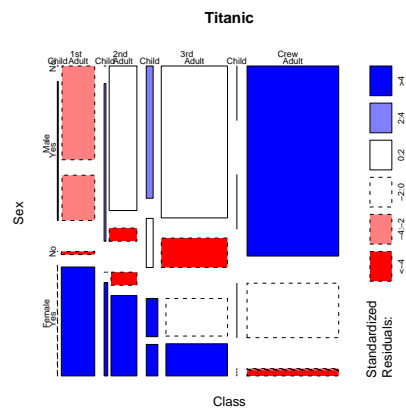 Titanic
1st 2nd 3rd Crew
Child Adult Child Adult Child Adult Child Adult
Sex
Male
No
Yes
Female
No
Yes
Class
Standardized
Residuals:
<-4
-4:-2
-2:0
0:2
2:4
>4